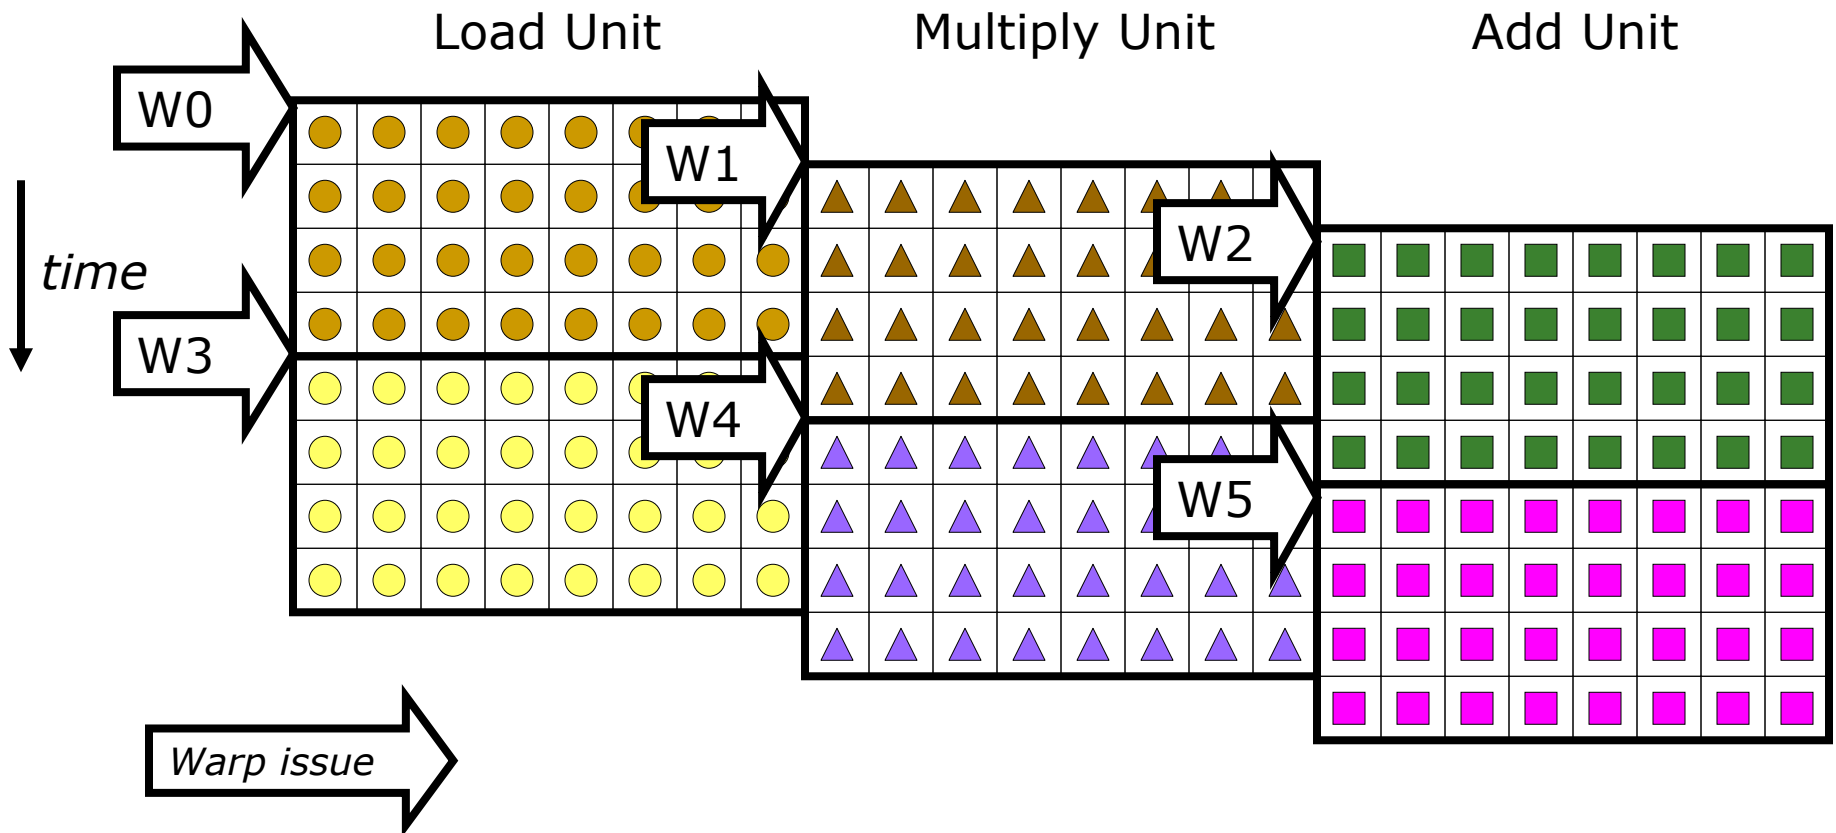 Load Unit
Multiply Unit
Add Unit
W0
W1
W2
time
W3
W4
W5
Warp issue